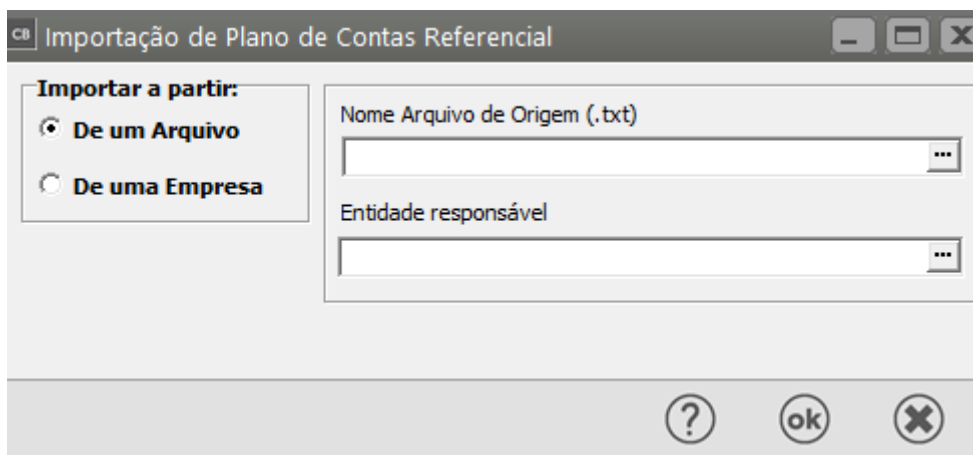 CB Importação de Plano de Contas Referencial
Importar a partir:
De um Arquivo
De uma Empresa
Nome Arquivo de Origem (.txt)
...
Entidade responsável
...
? ok